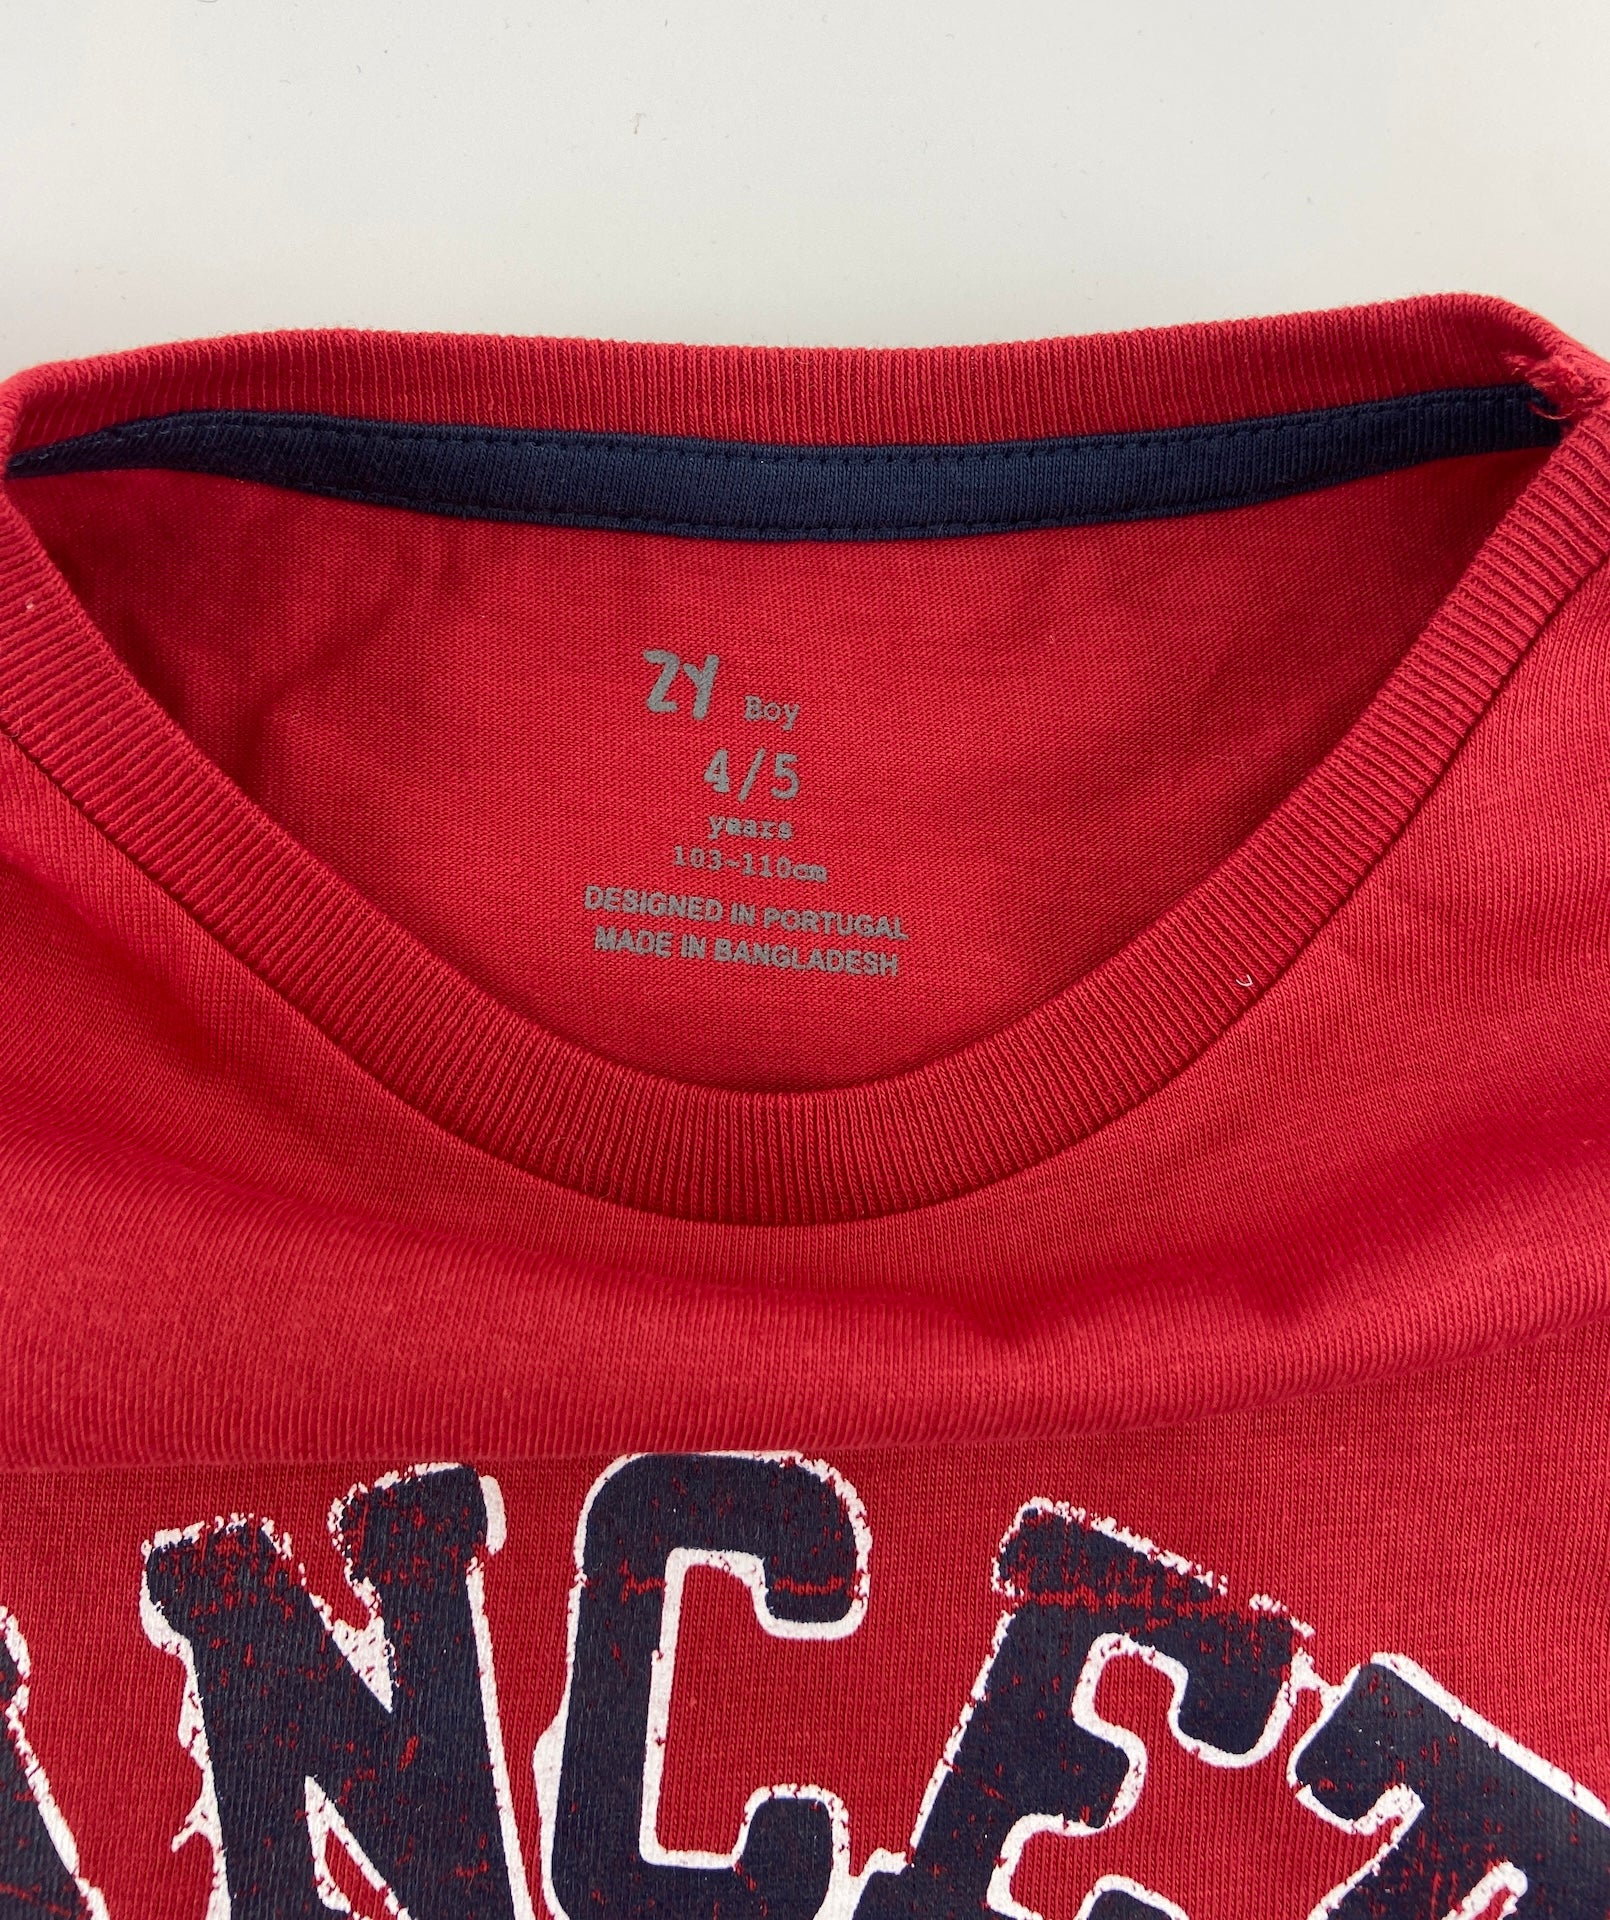 ZY Boy
4/5
years
103-110cm
DESIGNED IN PORTUGAL
MADE IN BANGLADESH
NCE